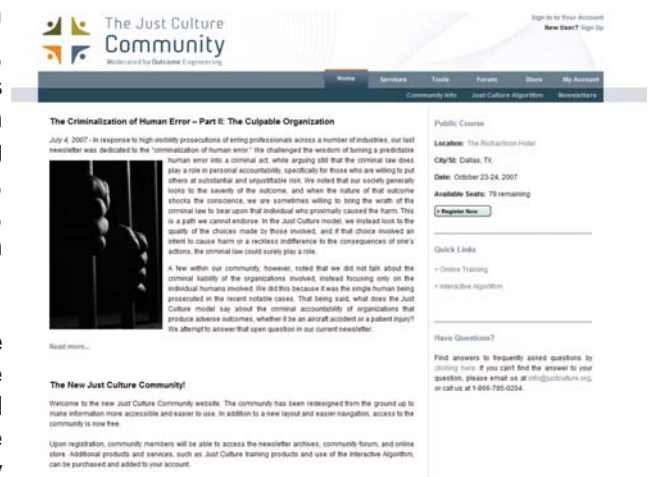 The Just Culture
Community
Moderated by Outcome Engineering
Sign In to Your Account
New User? Sign Up
Home Services Tools Forum Store My Account
Community Info Just Culture Algorithm Newsletters
The Criminalization of Human Error – Part II: The Culpable Organization
July 4, 2007 - In response to high visibility prosecutions of erring professionals across a number of industries, our last
newsletter was dedicated to the "criminalization of human error." We challenged the wisdom of turning a predictable
human error into a criminal act, while arguing still that the criminal law does
play a role in personal accountability, specifically for those who are willing to put
others at substantial and unjustifiable risk. We noted that our society generally
looks to the severity of the outcome, and when the nature of that outcome
shocks the conscience, we are sometimes willing to bring the wrath of the
criminal law to bear upon that individual who proximally caused the harm. This
is a path we cannot endorse. In the Just Culture model, we instead look to the
quality of the choices made by those involved, and if that choice involved an
intent to cause harm or a reckless indifference to the consequences of one's
actions, the criminal law could surely play a role.
A few within our community, however, noted that we did not talk about the
criminal liability of the organizations involved, instead focusing only on the
individual humans involved. We did this because it was the single human being
prosecuted in the recent notable cases. That being said, what does the Just
Culture model say about the criminal accountability of organizations that
produce adverse outcomes, whether it be an aircraft accident or a patient injury?
We attempt to answer that open question in our current newsletter.
Read more...
The New Just Culture Community!
Welcome to the new Just Culture Community website. The community has been redesigned from the ground up to
make information more accessible and easier to use. In addition to a new layout and easier navigation, access to the
community is now free.
Upon registration, community members will be able to access the newsletter archives, community forum, and online
store. Additional products and services, such as Just Culture training products and use of the Interactive Algorithm,
can be purchased and added to your account.
Public Course
Location: The Richardson Hotel
City/St: Dallas, TX
Date: October 23-24, 2007
Available Seats: 79 remaining
Register Now
Quick Links
+ Online Training
+ Interactive Algorithm
Have Questions?
Find answers to frequently asked questions by
clicking here. If you can't find the answer to your
question, please email us at info@justculture.org,
or call us at 1-866-785-0204.